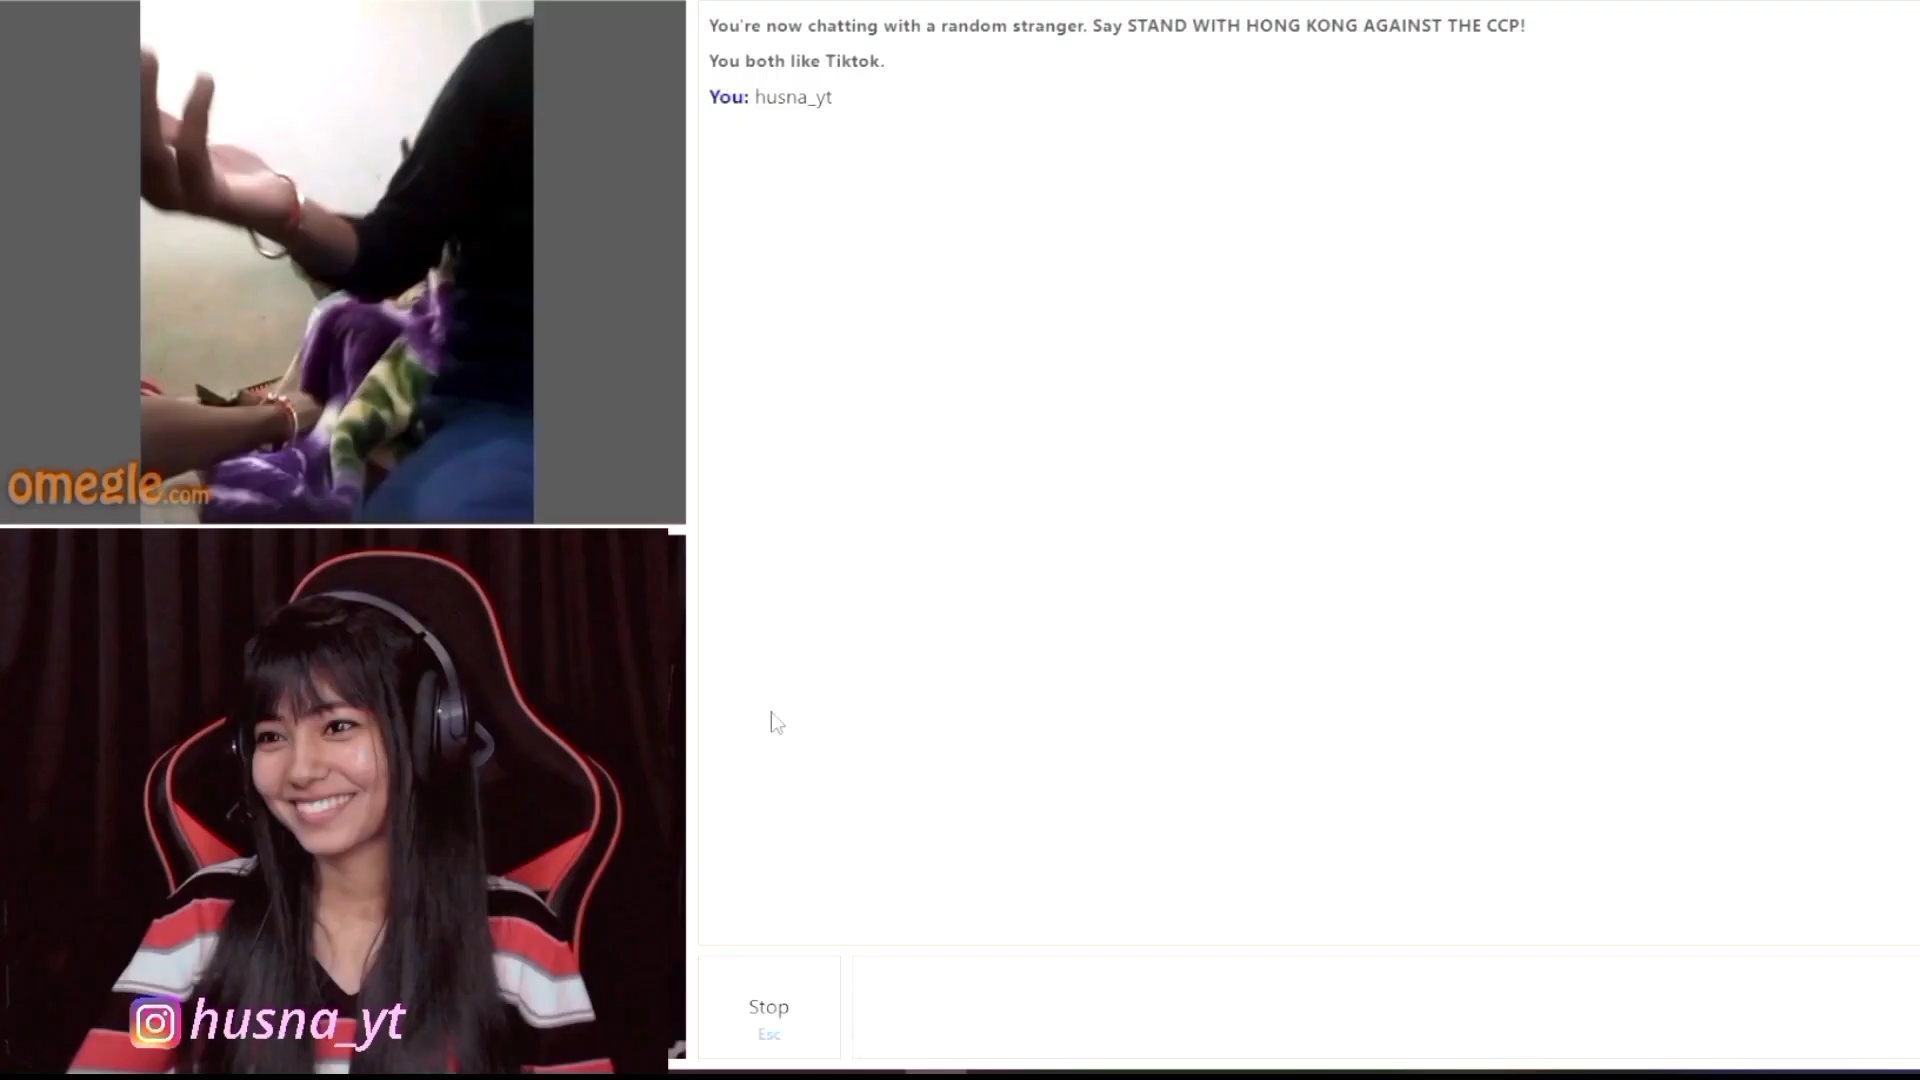 You're now chatting with a random stranger. Say STAND WITH HONG KONG AGAINST THE CCP!
You both like Tiktok.
You: husna_yt
omegle.com
husna_yt
Stop
Esc